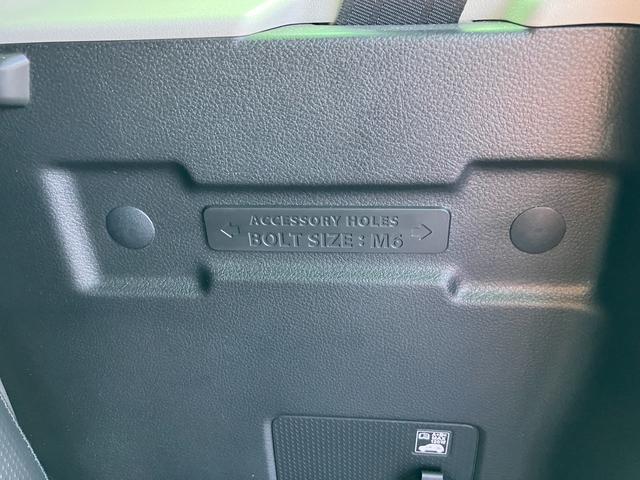 ACCESSORY HOLES
BOLT SIZE : M6